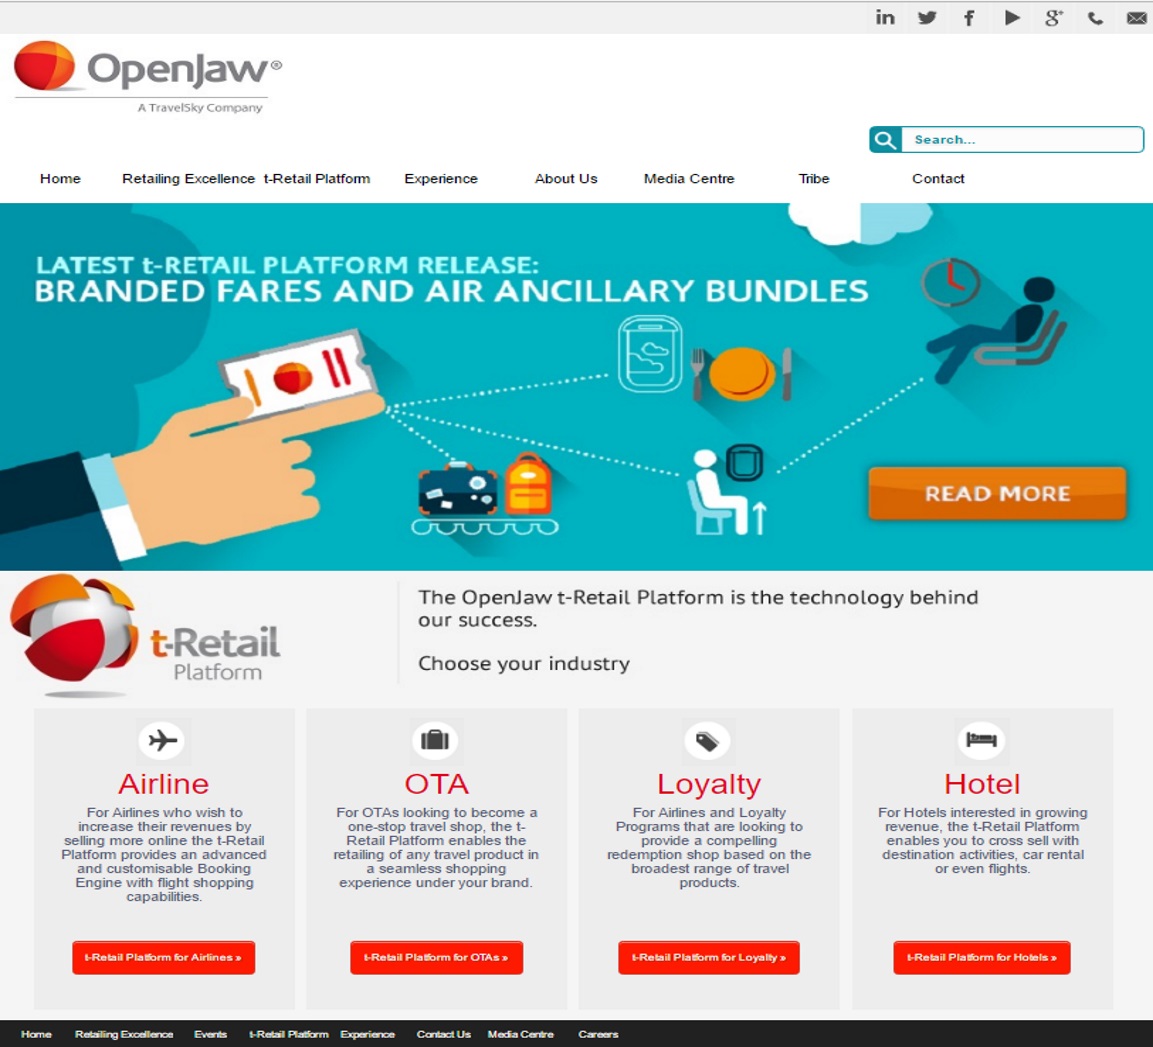 OpenJaw®
A TravelSky Company
Search...
Home Retailing Excellence t-Retail Platform Experience About Us Media Centre Tribe Contact
LATEST t-RETAIL PLATFORM RELEASE:
BRANDED FARES AND AIR ANCILLARY BUNDLES
READ MORE
t-Retail
Platform
The OpenJaw t-Retail Platform is the technology behind
our success.
Choose your industry
Airline
For Airlines who wish to
increase their revenues by
selling more online the t-Retail
Platform provides an advanced
and customisable Booking
Engine with flight shopping
capabilities.
t-Retail Platform for Airlines »
OTA
For OTAs looking to become a
one-stop travel shop, the t-
Retail Platform enables the
retailing of any travel product in
a seamless shopping
experience under your brand.
t-Retail Platform for OTAs »
Loyalty
For Airlines and Loyalty
Programs that are looking to
provide a compelling
redemption shop based on the
broadest range of travel
products.
t-Retail Platform for Loyalty »
Hotel
For Hotels interested in growing
revenue, the t-Retail Platform
enables you to cross sell with
destination activities, car rental
or even flights.
t-Retail Platform for Hotels »
Home Retailing Excellence Events t-Retail Platform Experience Contact Us Media Centre Careers